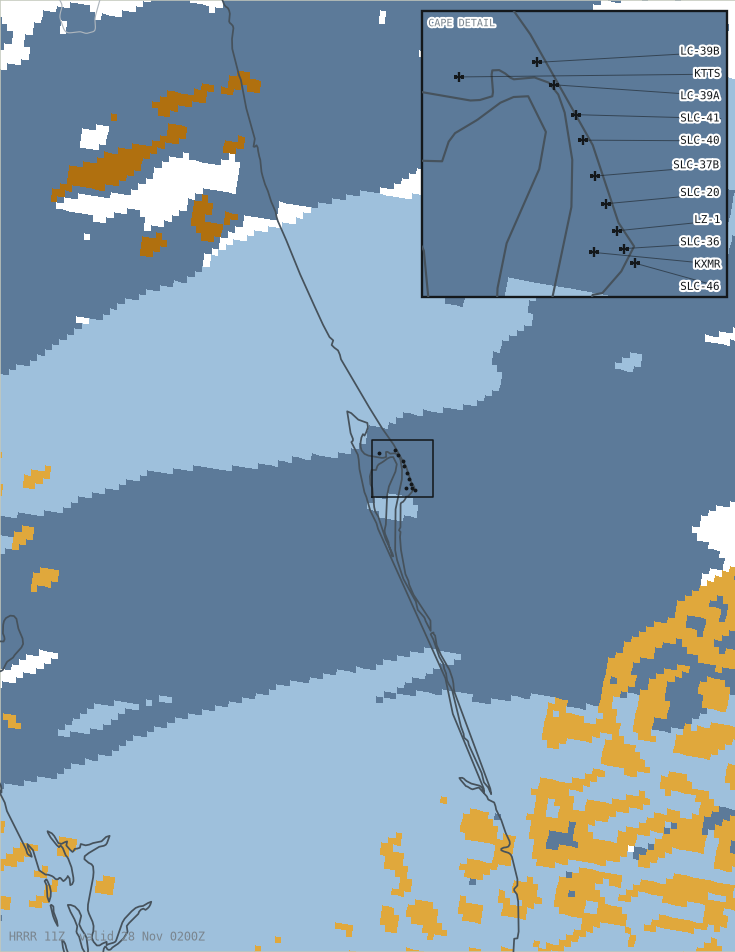 CAPE DETAIL
LC-39B
KTTS
LC-39A
SLC-41
SLC-40
SLC-37B
SLC-20
LZ-1
SLC-36
KXMR
SLC-46
HRRR 11Z valid 28 Nov 0200Z